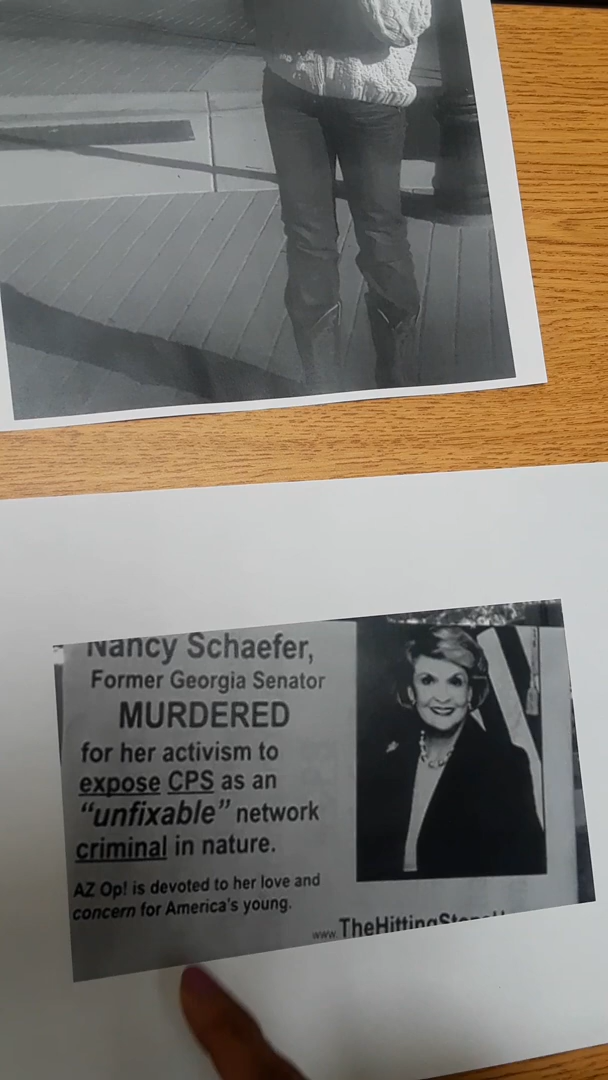 Nancy Schaefer,
Former Georgia Senator
MURDERED
for her activism to
expose CPS as an
"unfixable" network
criminal in nature.
AZ Op! is devoted to her love and
concern for America's young.
www.TheHittingSton